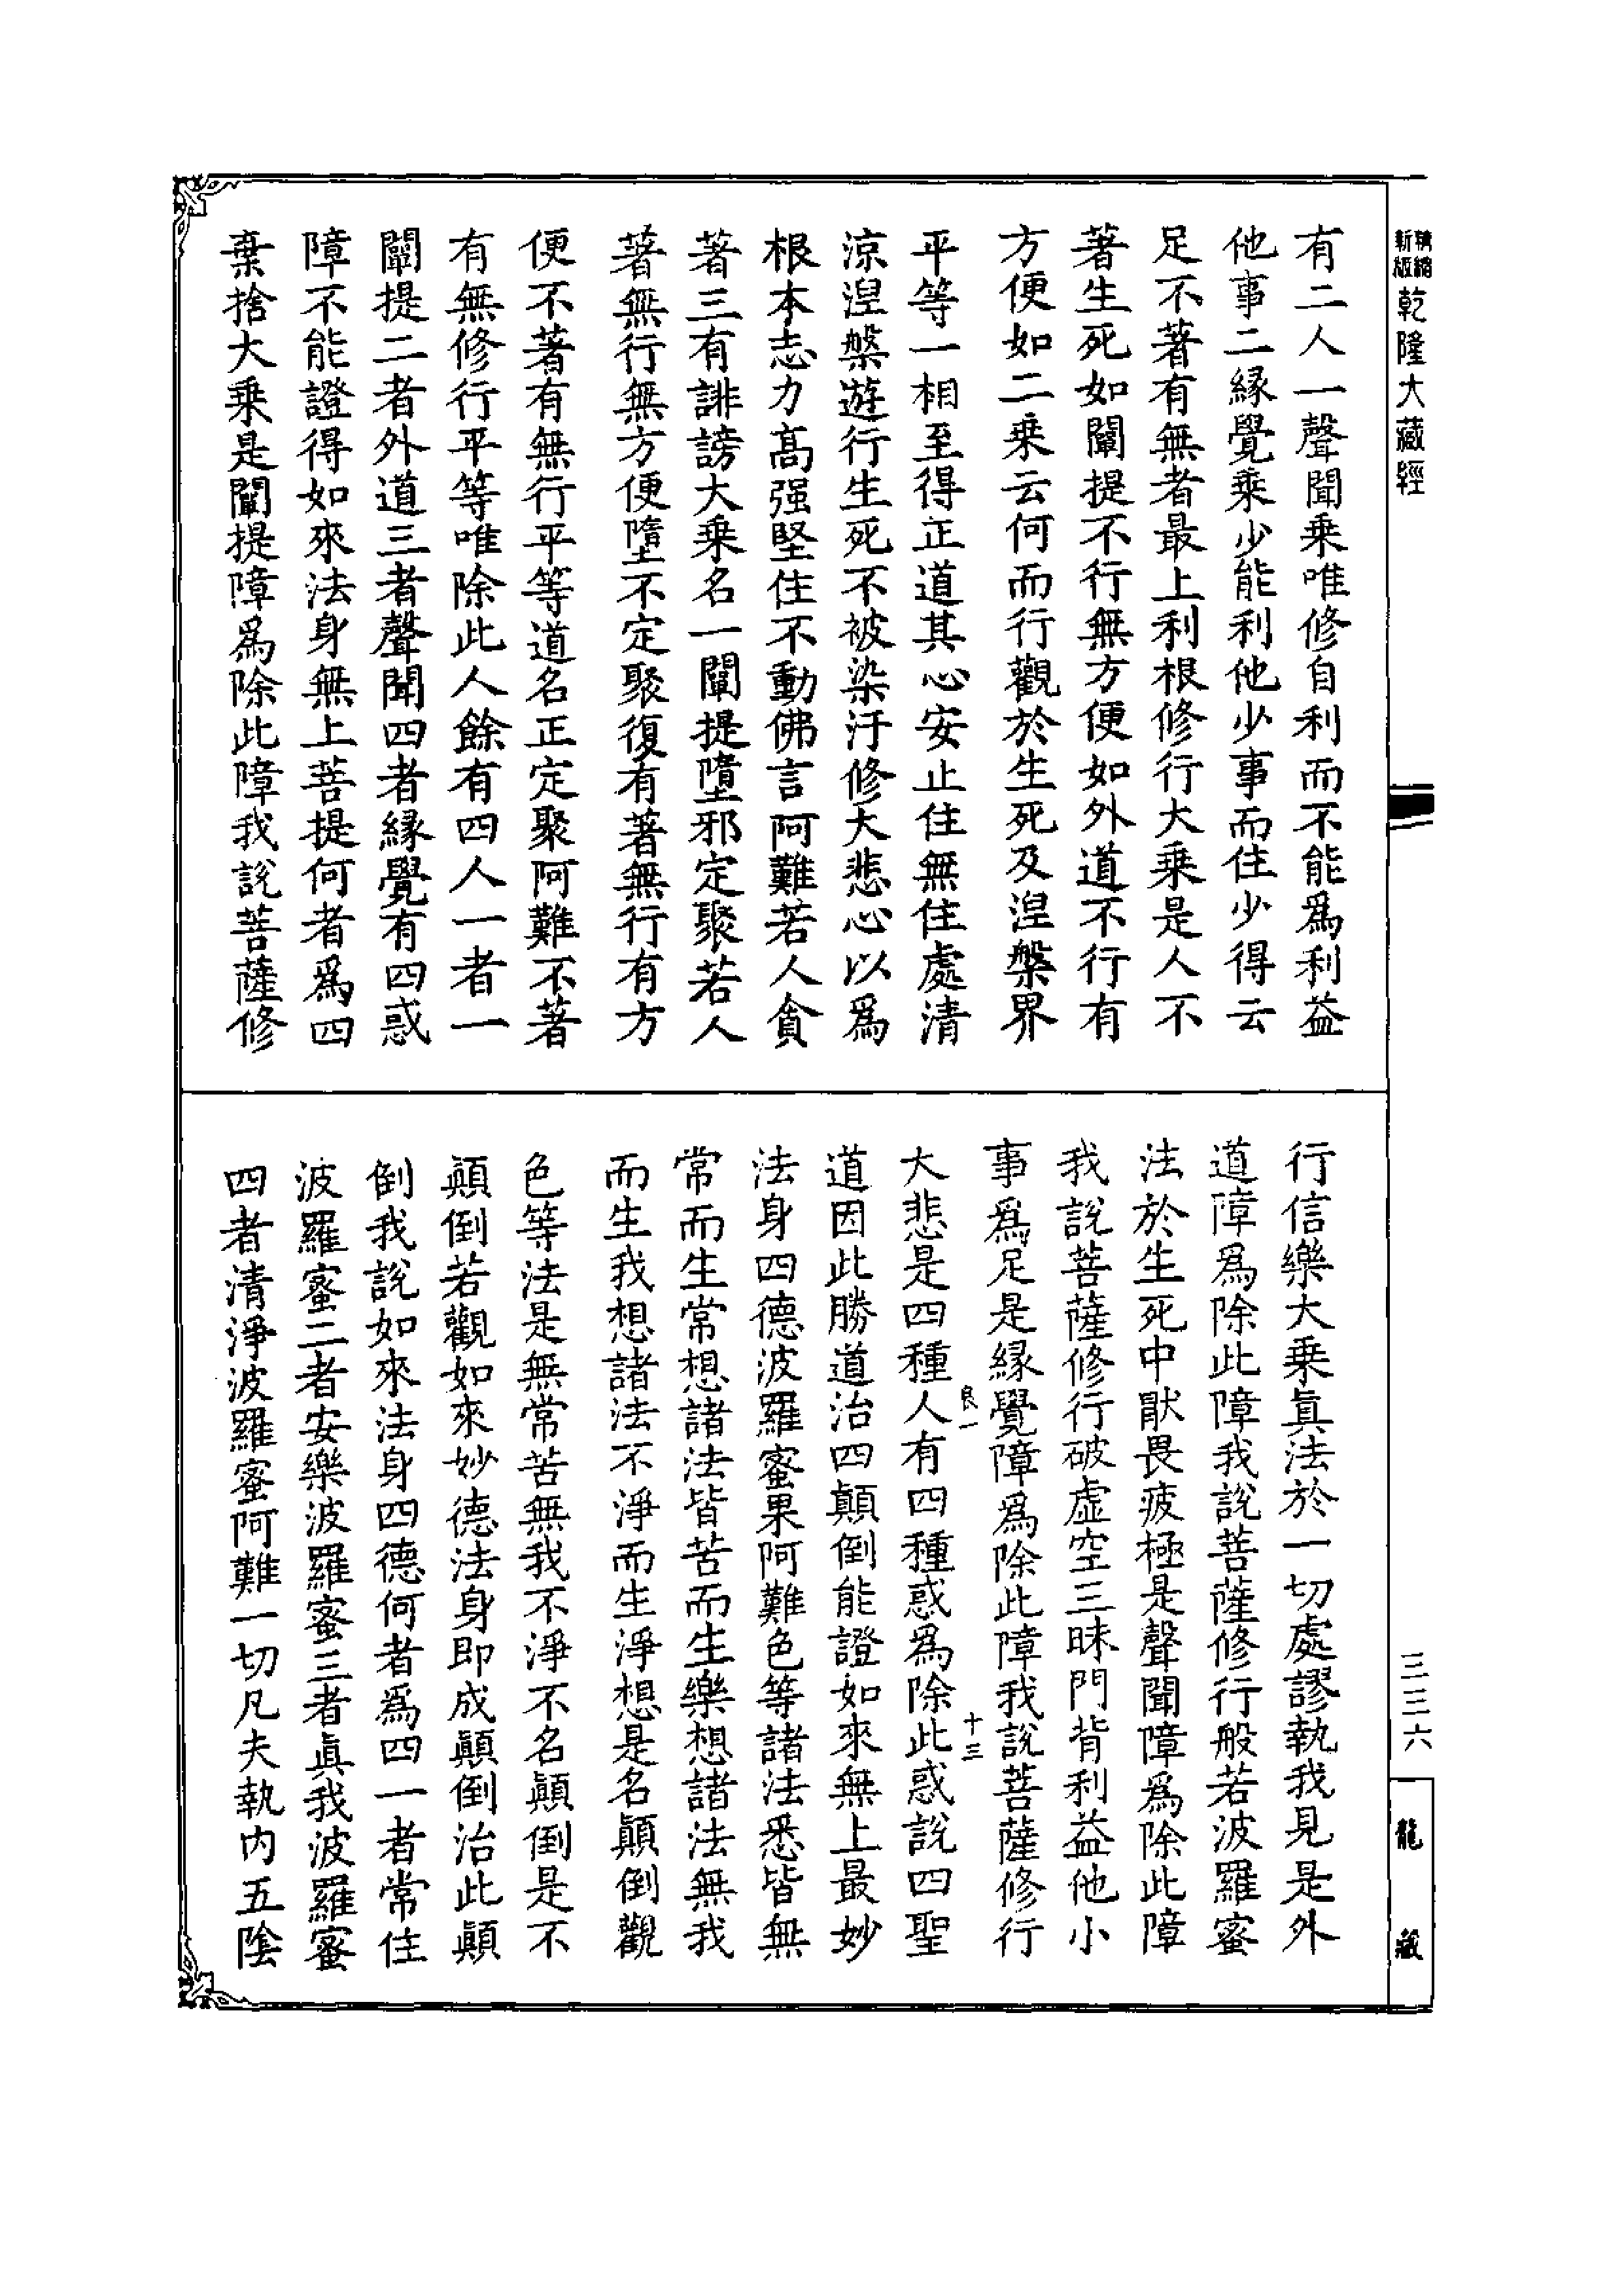 精縮
新版
乾隆大藏經
有二人一聲聞乘唯修自利而不能為利益
他事二緣覺乘少能利他少事而住少得云
足不著有無者最上利根修行大乘是人不
著生死如闡提不行無方便如外道不行有
方便如二乘云何而行觀於生死及涅槃界
平等一相至得正道其心安止住無住處清
涼涅槃遊行生死不被染汙修大悲心以為
根本志力高强堅住不動佛言阿難若人貪
著三有誹謗大乘名一闡提墮邪定聚若人
著無行無方便墮不定聚復有著無行有方
便不著有無行平等道名正定聚阿難不著
有無修行平等唯除此人餘有四人一者一
闡提二者外道三者聲聞四者緣覺有四惑
障不能證得如來法身無上菩提何者為四
棄捨大乘是闡提障為除此障我說菩薩修
行信樂大乘真法於一切處謬執我見是外
道障為除此障我說菩薩修行般若波羅蜜
法於生死中猒畏疲極是聲聞障為除此障
我說菩薩修行破虛空三昧門背利益他小
事為足是緣覺障為除此障我說菩薩修行
良一 十三
大悲是四種人有四種惑為除此惑說四聖
道因此勝道治四顛倒能證如來無上最妙
法身四德波羅蜜果阿難色等諸法悉皆無
常而生常想諸法皆苦而生樂想諸法無我
而生我想諸法不淨而生淨想是名顛倒觀
色等法是無常苦無我不淨不名顛倒是不
顛倒若觀如來妙德法身即成顛倒治此顛
倒我說如來法身四德何者為四一者常住
波羅蜜二者安樂波羅蜜三者真我波羅蜜
四者清淨波羅蜜阿難一切凡夫執內五陰
三三六
龍藏